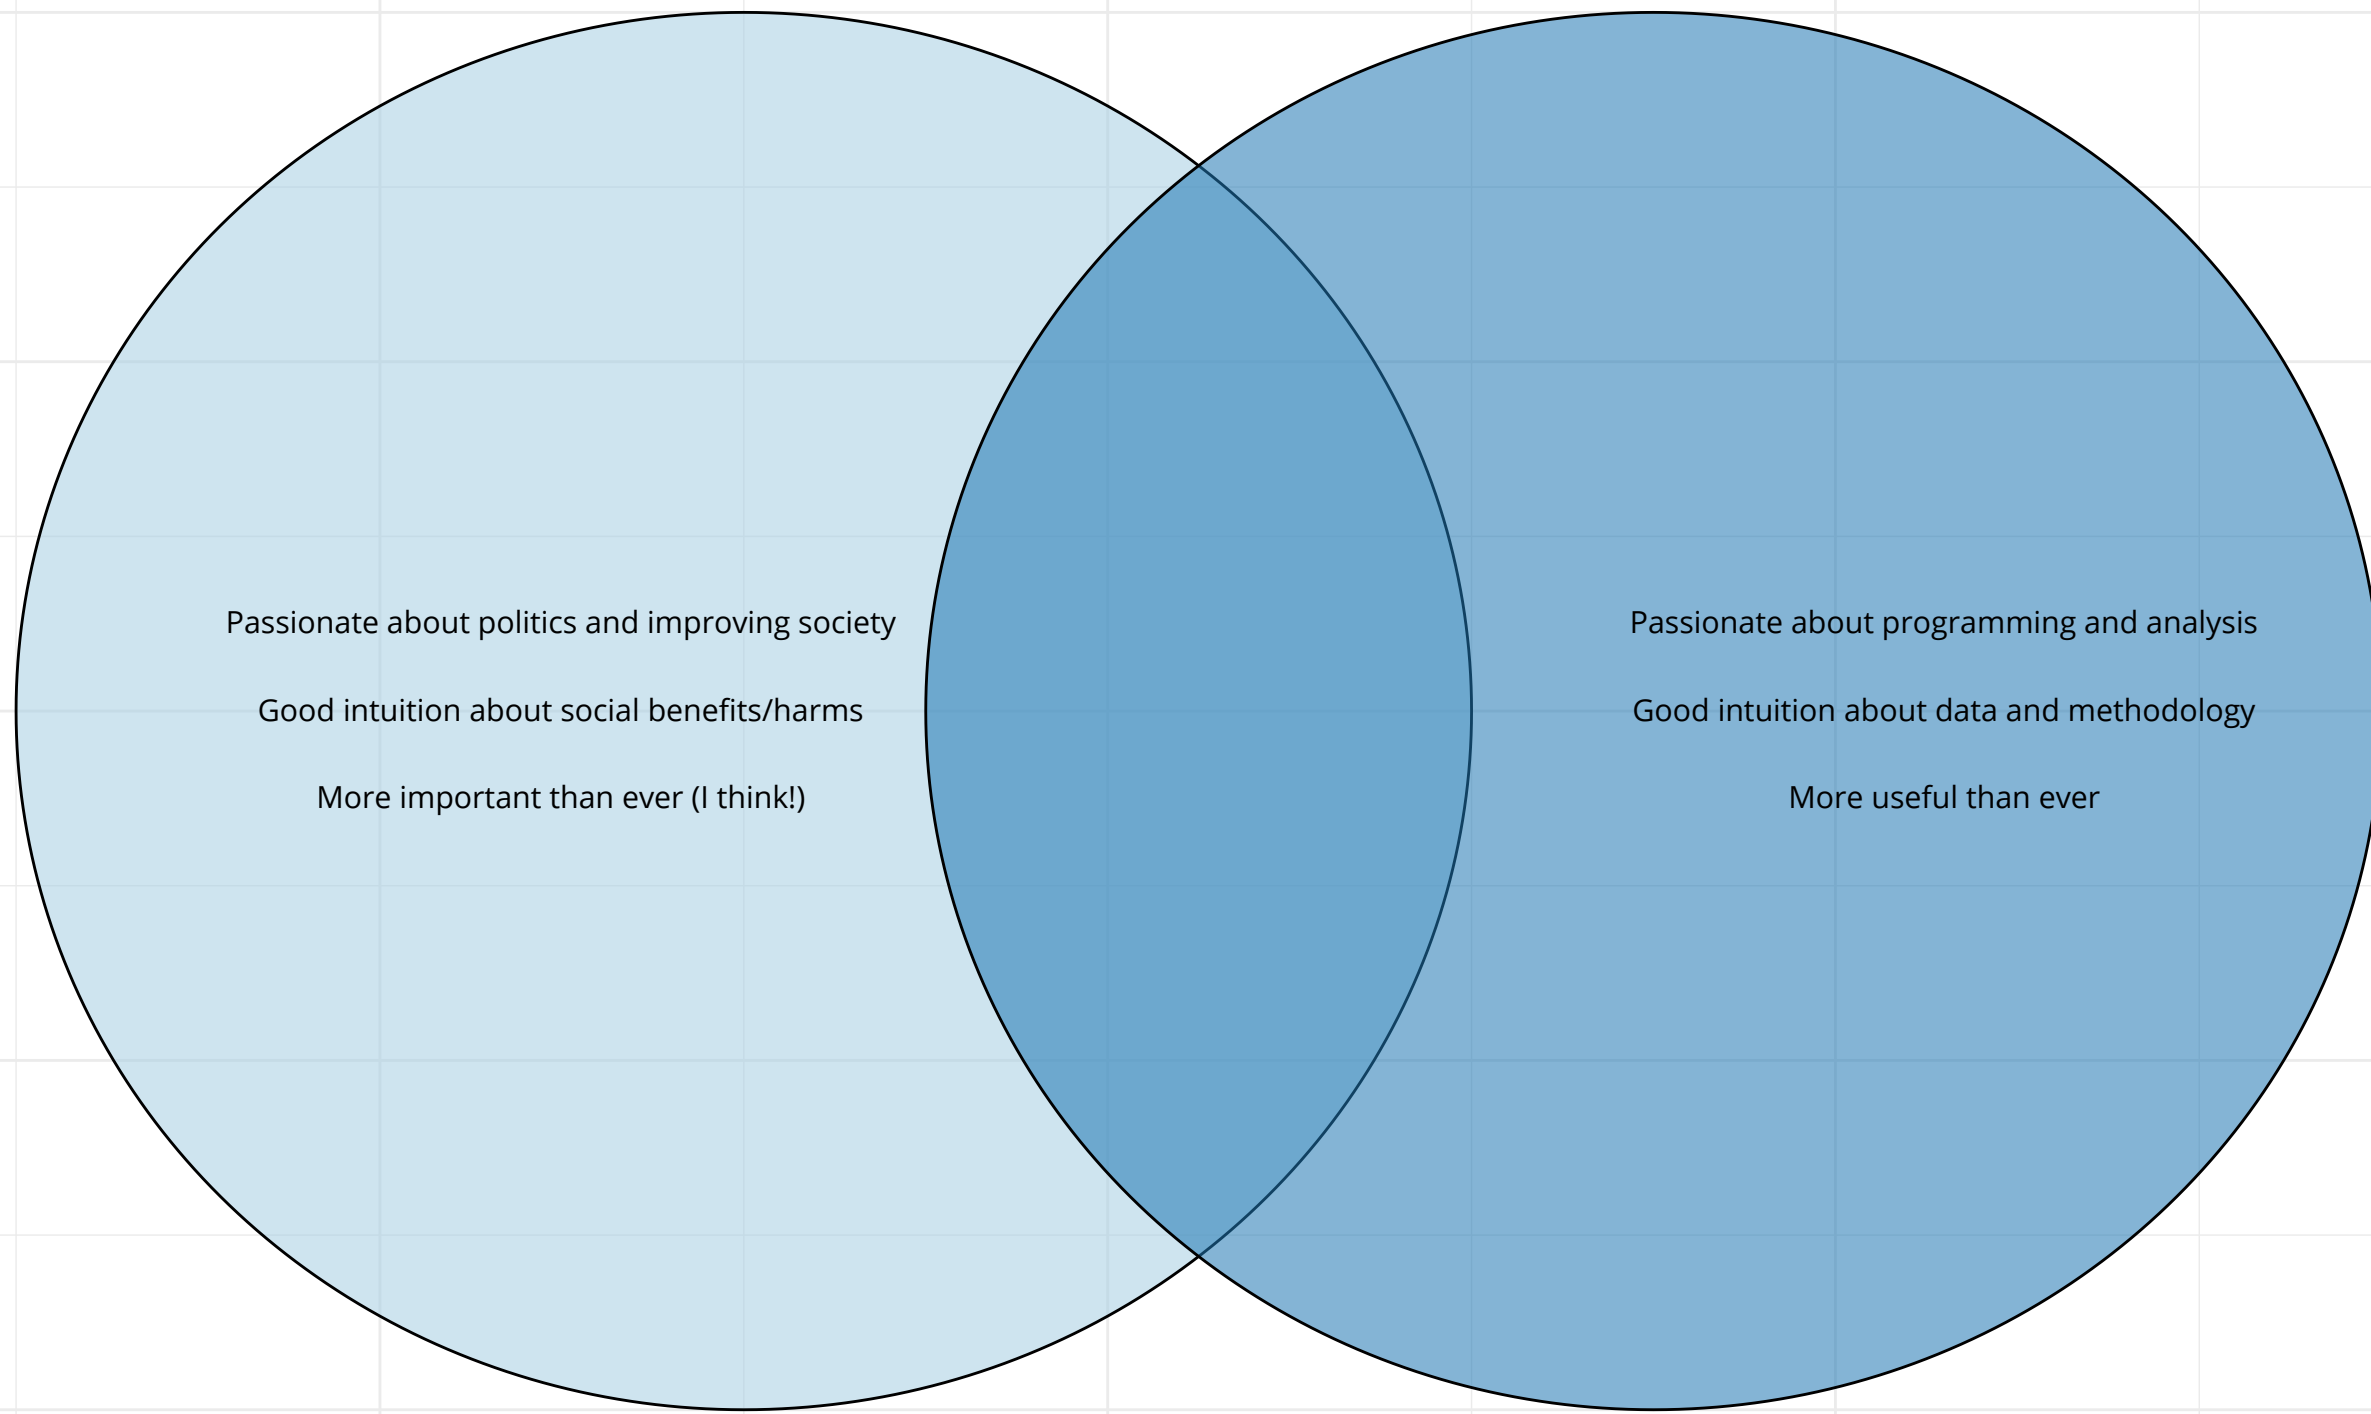 Passionate about politics and improving society
Good intuition about social benefits/harms
More important than ever (I think!)
Passionate about programming and analysis
Good intuition about data and methodology
More useful than ever